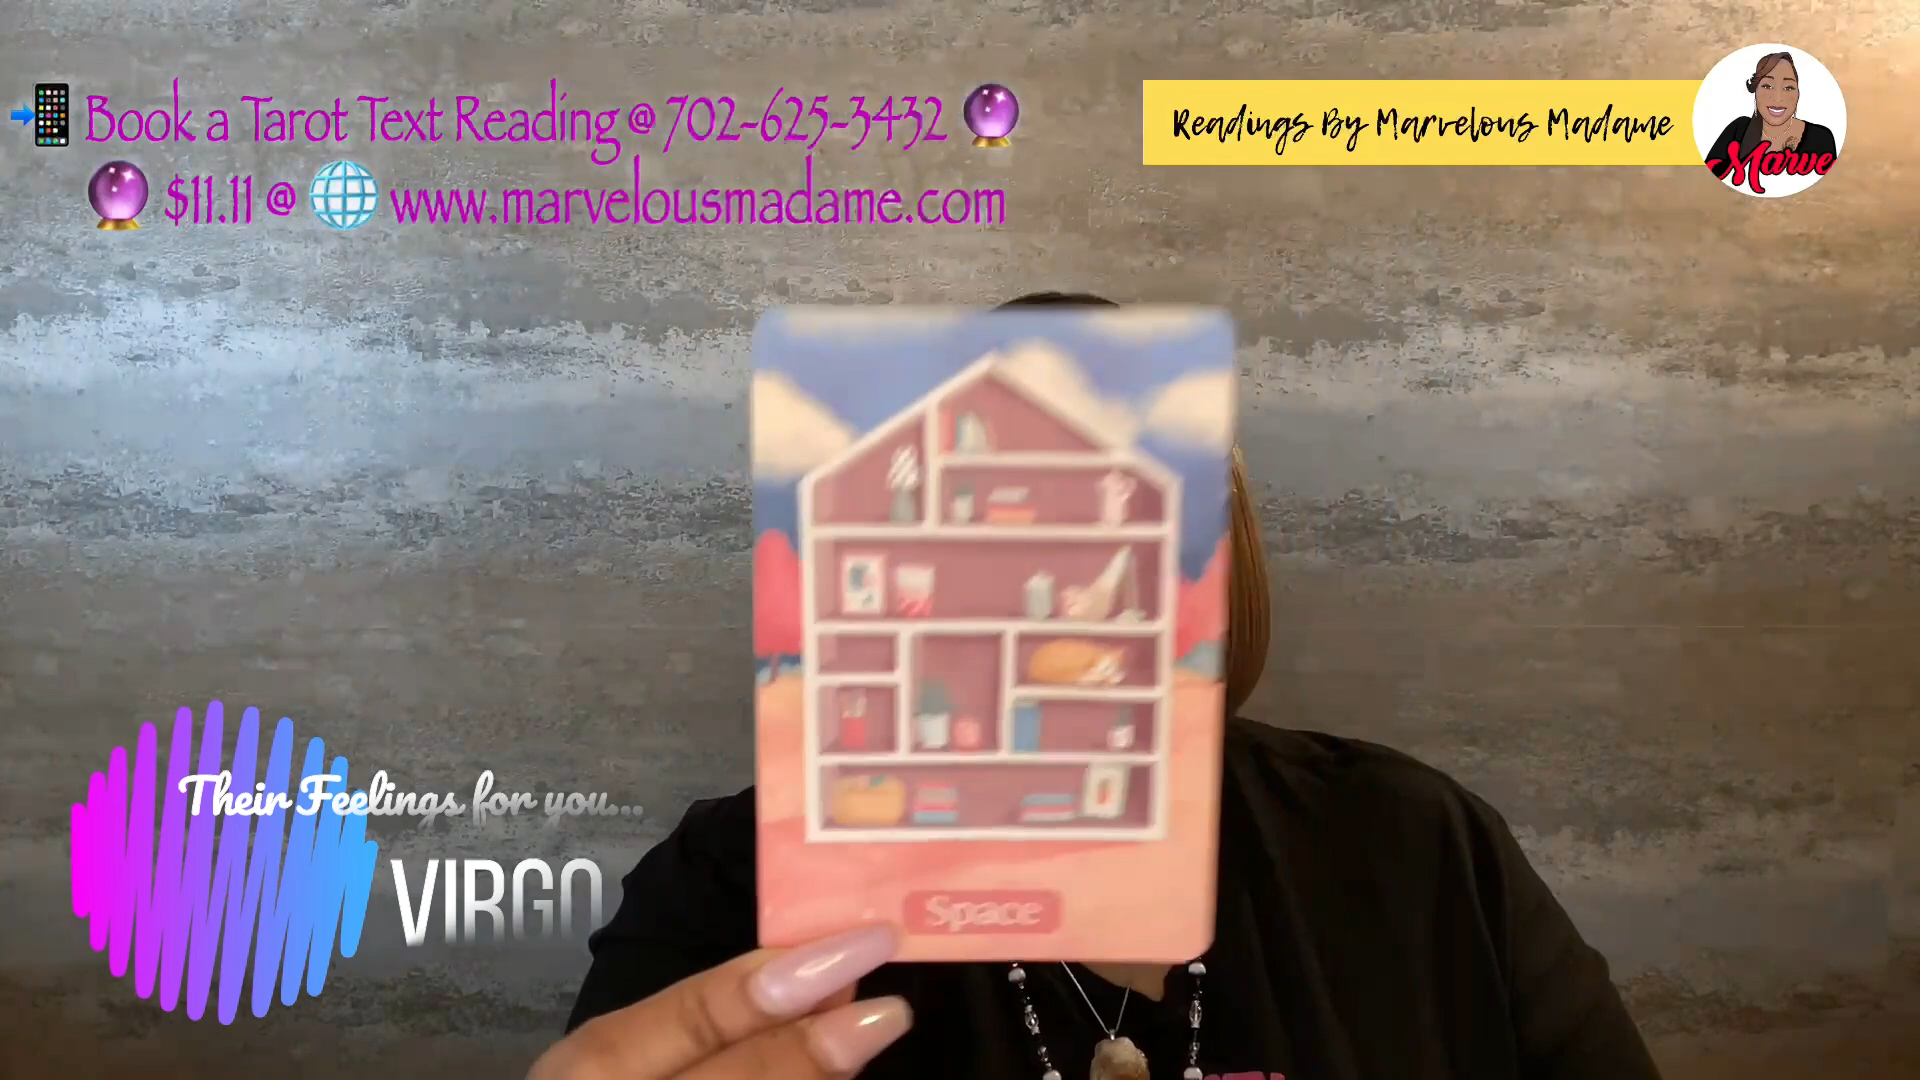 Book a Tarot Text Reading @ 702-625-3432
$11.11 @ www.marvelousmadame.com
Readings By Marvelous Madame
Marve
Their Feelings for you...
VIRGO
Space